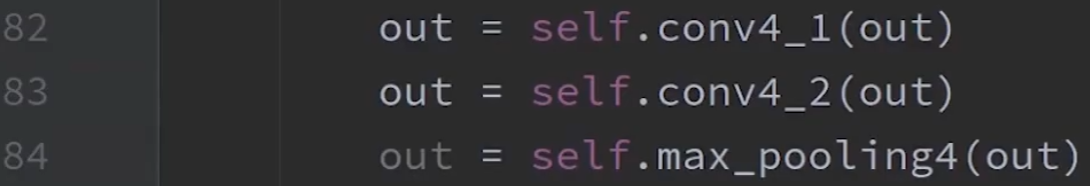 82 out = self.conv4_1(out)
83 out = self.conv4_2(out)
84 out = self.max_pooling4(out)